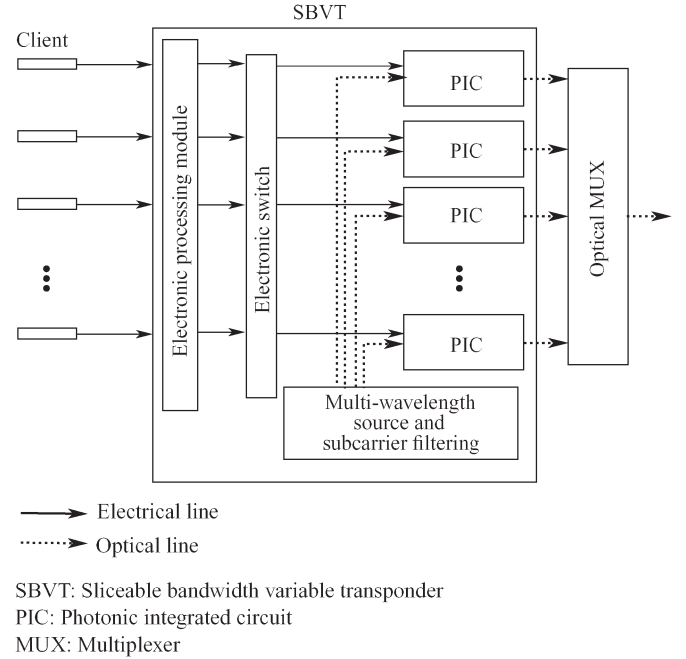 SBVT
Client
Electronic processing module
Electronic switch
PIC
PIC
PIC
PIC
Optical MUX
Multi-wavelength
source and
subcarrier filtering
Electrical line
Optical line
SBVT: Sliceable bandwidth variable transponder
PIC: Photonic integrated circuit
MUX: Multiplexer